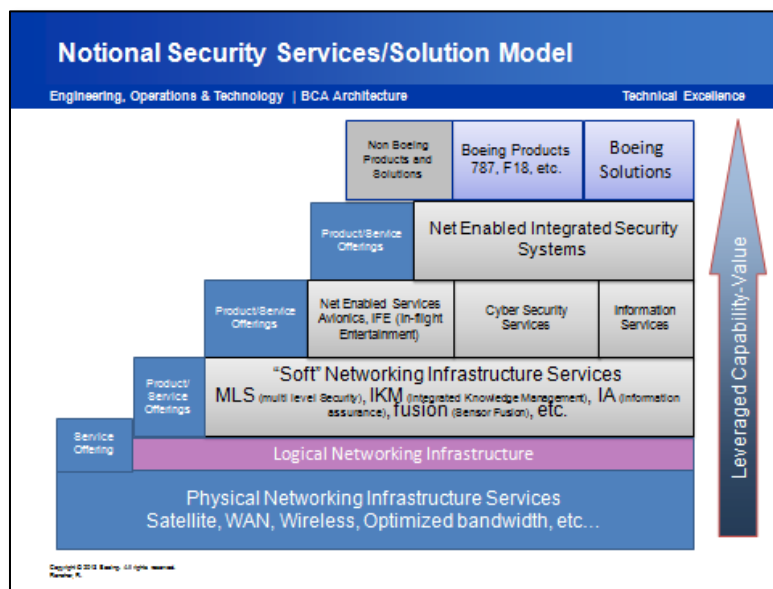 Notional Security Services/Solution Model
Engineering, Operations & Technology | BCA Architecture
Technical Excellence
Non Boeing
Products and
Solutions
Boeing Products
787, F18, etc.
Boeing
Solutions
Product/Service
Offerings
Net Enabled Integrated Security
Systems
Product/Service
Offerings
Net Enabled Services
Avionics, IFE (In-flight
Entertainment)
Cyber Security
Services
Information
Services
Product/
Service
Offerings
“Soft” Networking Infrastructure Services
MLS (multi level Security), IKM (Integrated Knowledge Management), IA (Information
assurance), fusion (Sensor Fusion), etc.
Service
Offering
Logical Networking Infrastructure
Physical Networking Infrastructure Services
Satellite, WAN, Wireless, Optimized bandwidth, etc…
Leveraged Capability-Value
Boeing. All rights reserved.